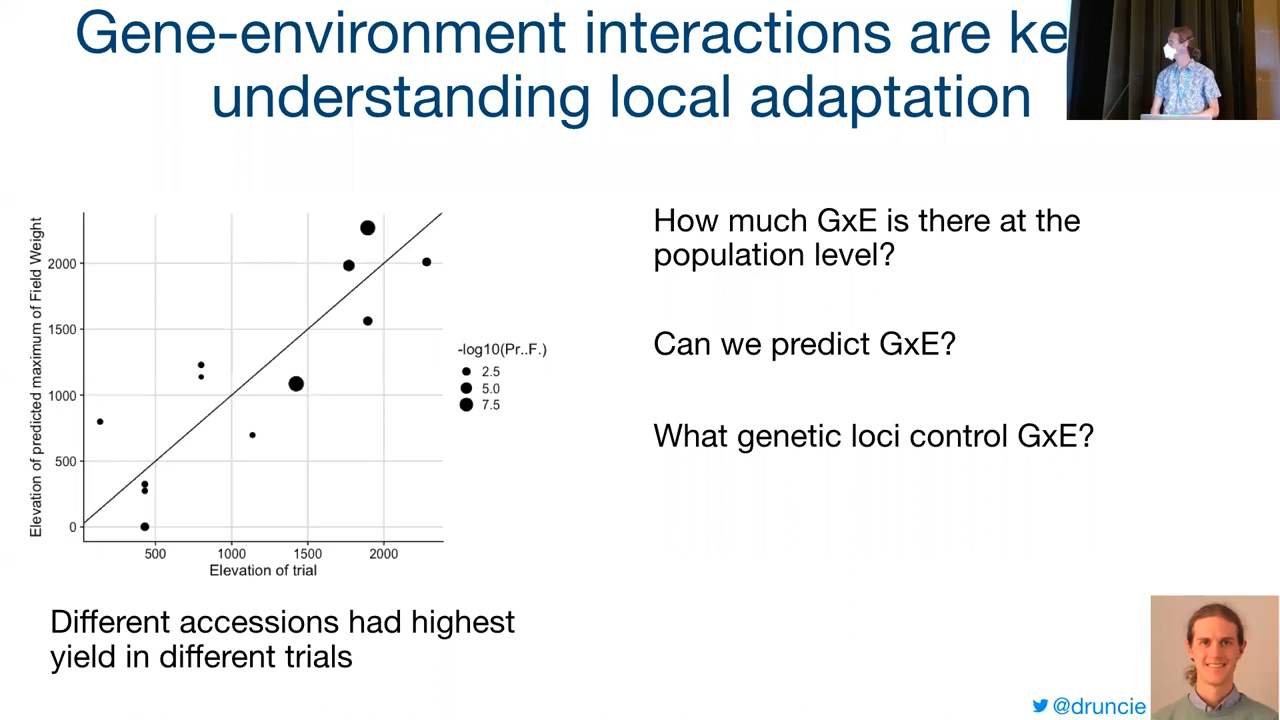 Gene-environment interactions are ke
understanding local adaptation
Elevation of predicted maximum of Field Weight
2000
1500
1000
500
0
500 1000 1500 2000
Elevation of trial
-log10(Pr..F.)
2.5
5.0
7.5
Different accessions had highest
yield in different trials
How much GxE is there at the
population level?
Can we predict GxE?
What genetic loci control GxE?
@druncie